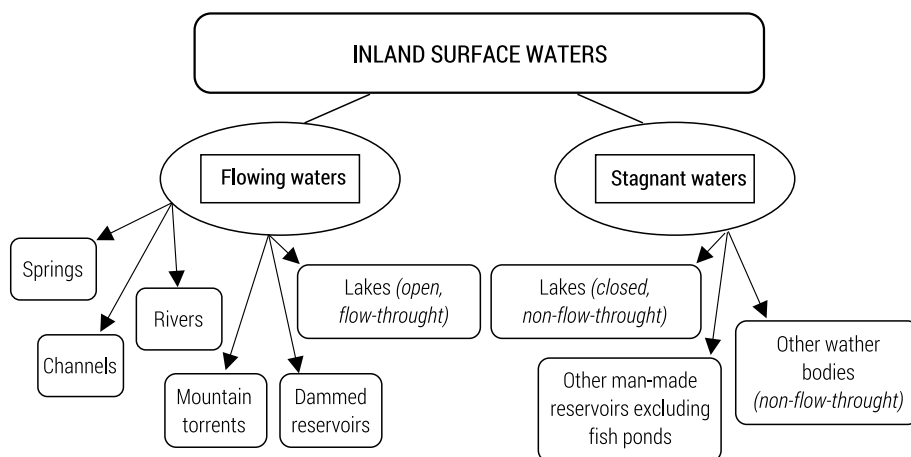 INLAND SURFACE WATERS
Flowing waters
Stagnant waters
Springs
Channels
Rivers
Mountain
torrents
Dammed
reservoirs
Lakes (open,
flow-throught)
Lakes (closed,
non-flow-throught)
Other man-made
reservoirs excluding
fish ponds
Other wather
bodies
(non-flow-throught)